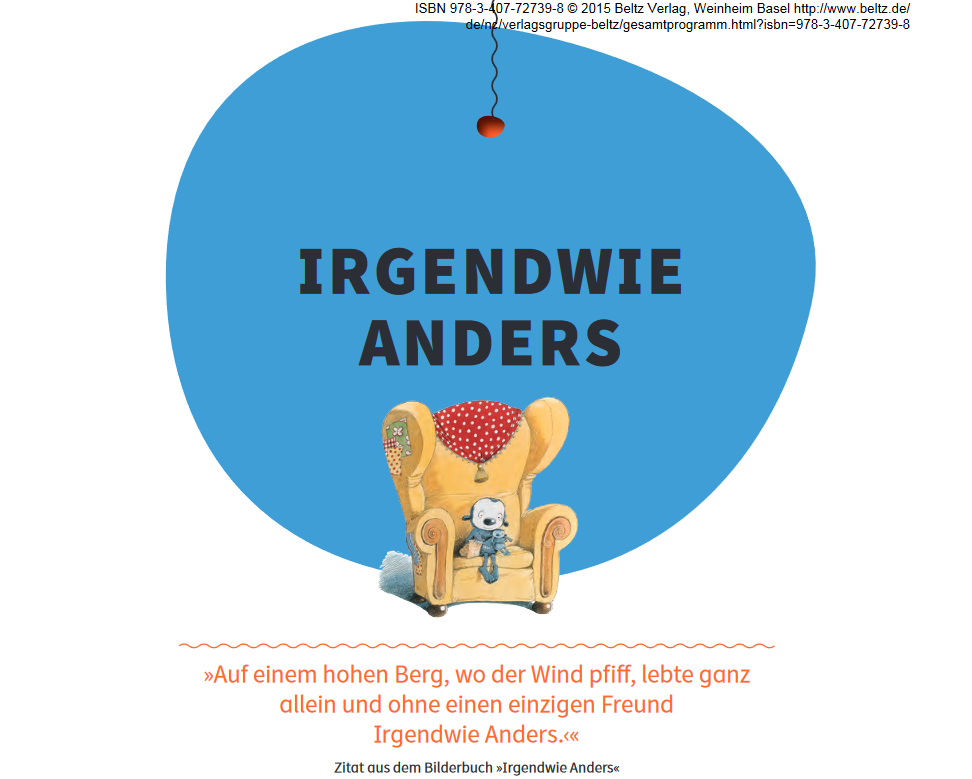 ISBN 978-3-407-72739-8 © 2015 Beltz Verlag, Weinheim Basel http://www.beltz.de/
de/nc/verlagsgruppe-beltz/gesamtprogramm.html?isbn=978-3-407-72739-8
IRGENDWIE
ANDERS
»Auf einem hohen Berg, wo der Wind pfiff, lebte ganz
allein und ohne einen einzigen Freund
Irgendwie Anders.‹«
Zitat aus dem Bilderbuch »Irgendwie Anders«